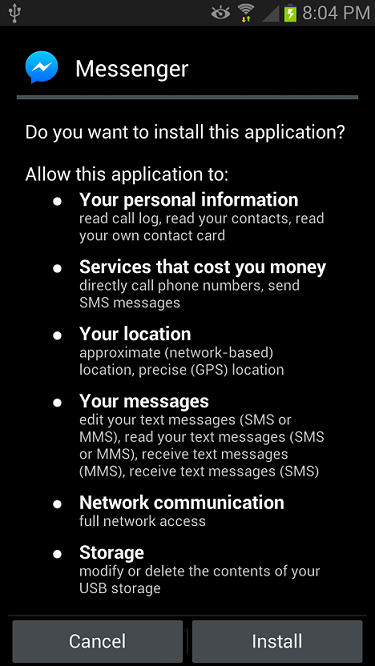 8:04 PM
Messenger
Do you want to install this application?
Allow this application to:
Your personal information
read call log, read your contacts, read
your own contact card
Services that cost you money
directly call phone numbers, send
SMS messages
Your location
approximate (network-based)
location, precise (GPS) location
Your messages
edit your text messages (SMS or
MMS), read your text messages (SMS
or MMS), receive text messages
(MMS), receive text messages (SMS)
Network communication
full network access
Storage
modify or delete the contents of your
USB storage
Cancel Install